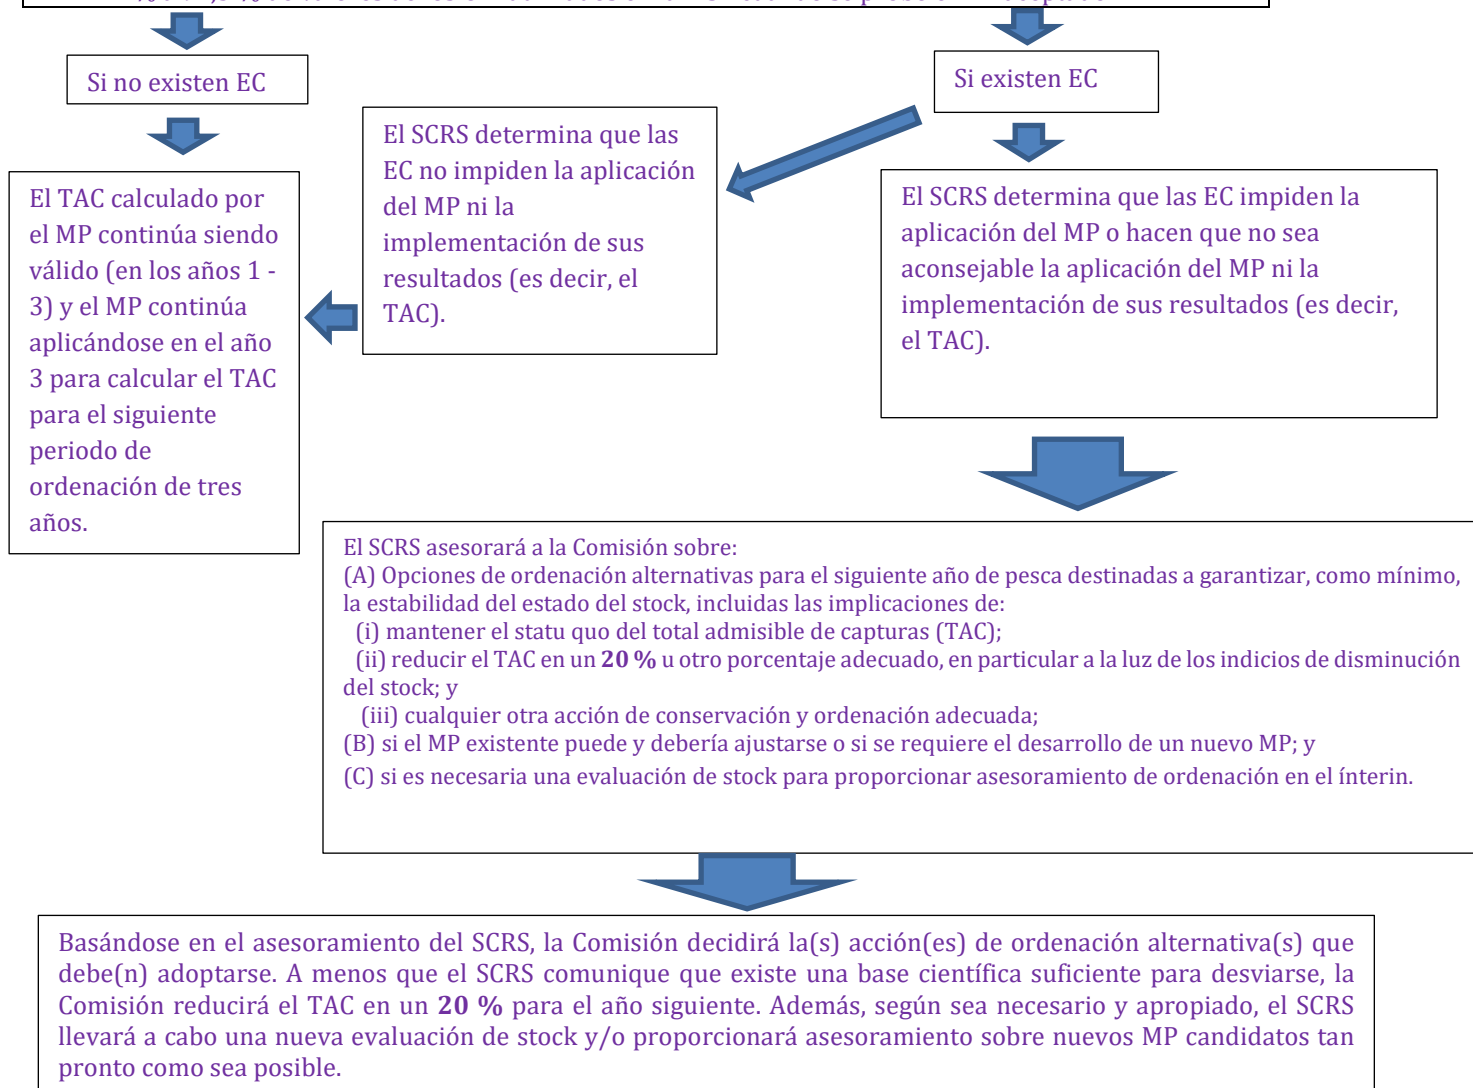 Si no existen EC
Si existen EC
El SCRS determina que las
EC no impiden la aplicación
del MP ni la
implementación de sus
resultados (es decir, el
TAC).
El TAC calculado por
el MP continúa siendo
válido (en los años 1 -
3) y el MP continúa
aplicándose en el año
3 para calcular el TAC
para el siguiente
periodo de
ordenación de tres
años.
El SCRS determina que las EC impiden la
aplicación del MP o hacen que no sea
aconsejable la aplicación del MP ni la
implementación de sus resultados (es decir,
el TAC).
El SCRS asesorará a la Comisión sobre:
(A) Opciones de ordenación alternativas para el siguiente año de pesca destinadas a garantizar, como mínimo,
la estabilidad del estado del stock, incluidas las implicaciones de:
(i) mantener el statu quo del total admisible de capturas (TAC);
(ii) reducir el TAC en un 20 % u otro porcentaje adecuado, en particular a la luz de los indicios de disminución
del stock; y
(iii) cualquier otra acción de conservación y ordenación adecuada;
(B) si el MP existente puede y debería ajustarse o si se requiere el desarrollo de un nuevo MP; y
(C) si es necesaria una evaluación de stock para proporcionar asesoramiento de ordenación en el ínterin.
Basándose en el asesoramiento del SCRS, la Comisión decidirá la(s) acción(es) de ordenación alternativa(s) que
debe(n) adoptarse. A menos que el SCRS comunique que existe una base científica suficiente para desviarse, la
Comisión reducirá el TAC en un 20 % para el año siguiente. Además, según sea necesario y apropiado, el SCRS
llevará a cabo una nueva evaluación de stock y/o proporcionará asesoramiento sobre nuevos MP candidatos tan
pronto como sea posible.